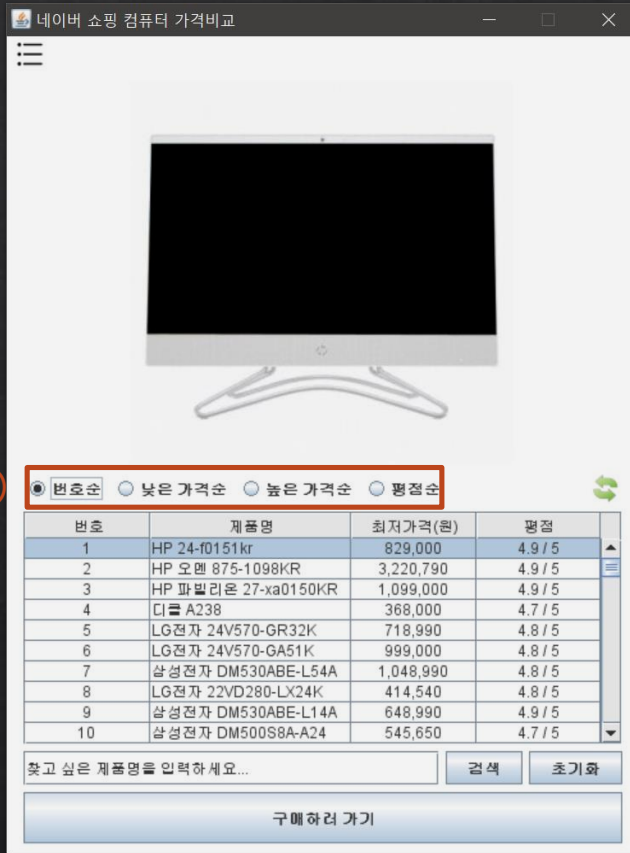 네이버 쇼핑 컴퓨터 가격비교
번호순 낮은 가격순 높은 가격순 평점순
번호 제품명 최저가격(원) 평점
1 HP 24-f0151kr 829,000 4.9 / 5
2 HP 오멘 875-1098KR 3,220,790 4.9 / 5
3 HP 파빌리온 27-xa0150KR 1,099,000 4.9 / 5
4 디클 A238 368,000 4.7 / 5
5 LG전자 24V570-GR32K 718,990 4.8 / 5
6 LG전자 24V570-GA51K 999,000 4.8 / 5
7 삼성전자 DM530ABE-L54A 1,048,990 4.8 / 5
8 LG전자 22VD280-LX24K 414,540 4.8 / 5
9 삼성전자 DM530ABE-L14A 648,990 4.9 / 5
10 삼성전자 DM500S8A-A24 545,650 4.7 / 5
찾고 싶은 제품명을 입력하세요... 검색 초기화
구매하러 가기